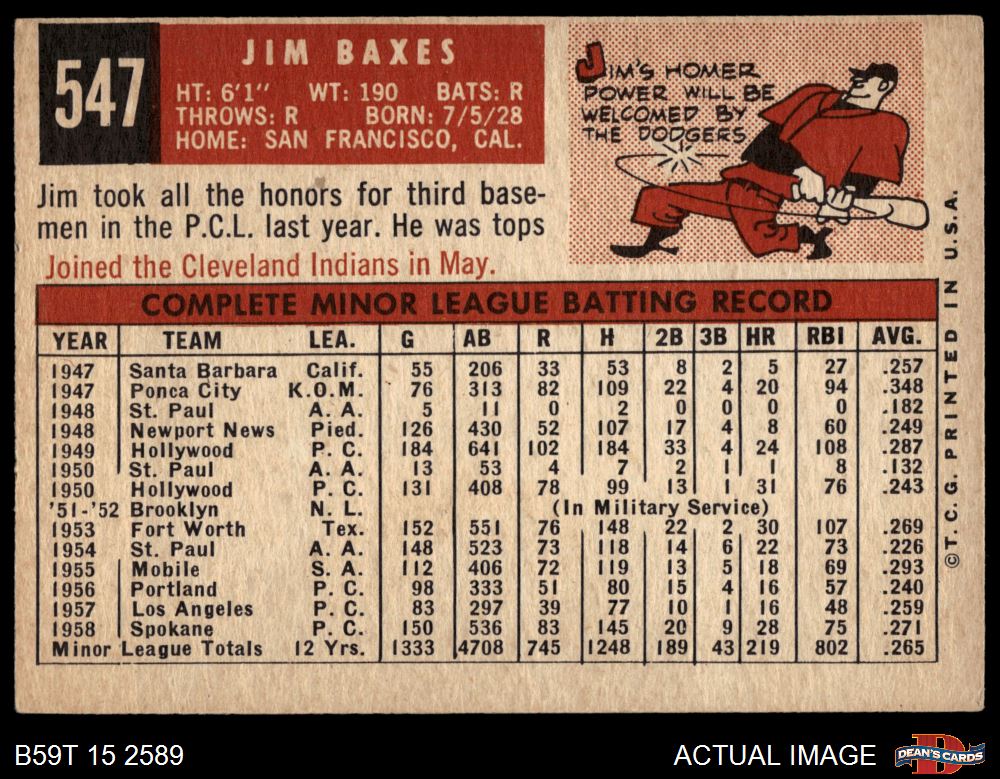 547
JIM BAXES
HT: 6'1" WT: 190 BATS: R
THROWS: R BORN: 7/5/28
HOME: SAN FRANCISCO, CAL.
JIM'S HOMER
POWER WILL BE
WELCOMED BY
THE DODGERS
Jim took all the honors for third base-
men in the P.C.L. last year. He was tops
Joined the Cleveland Indians in May.
COMPLETE MINOR LEAGUE BATTING RECORD
YEAR TEAM LEA. G AB R H 2B 3B HR RBI AVG.
1947 Santa Barbara Calif. 55 206 33 53 8 2 5 27 .257
1947 Ponca City K.O.M. 76 313 82 109 22 4 20 94 .348
1948 St. Paul A. A. 5 11 0 2 0 0 0 0 .182
1948 Newport News Pied. 126 430 52 107 17 4 8 60 .249
1949 Hollywood P. C. 184 641 102 184 33 4 24 108 .287
1950 St. Paul A. A. 13 53 4 7 2 1 1 8 .132
1950 Hollywood P. C. 131 408 78 99 13 1 31 76 .243
'51-'52 Brooklyn N. L. (In Military Service)
1953 Fort Worth Tex. 152 551 76 148 22 2 30 107 .269
1954 St. Paul A. A. 148 523 73 118 14 6 22 73 .226
1955 Mobile S. A. 112 406 72 119 13 5 18 69 .293
1956 Portland P. C. 98 333 51 80 15 4 16 57 .240
1957 Los Angeles P. C. 83 297 39 77 10 1 16 48 .259
1958 Spokane P. C. 150 536 83 145 20 9 28 75 .271
Minor League Totals 12 Yrs. 1333 4708 745 1248 189 43 219 802 .265
© T. C. G. PRINTED IN U.S.A.
B59T 15 2589
ACTUAL IMAGE
DEAN'S CARDS